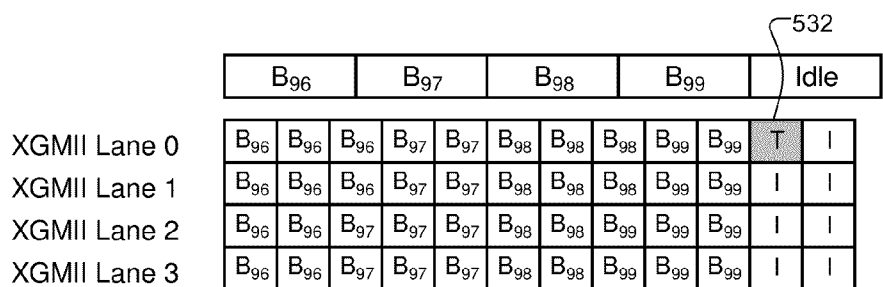 532
B96 B97 B98 B99 Idle
XGMII Lane 0 B96 B96 B96 B97 B97 B98 B98 B98 B99 B99 T I
XGMII Lane 1 B96 B96 B96 B97 B97 B98 B98 B98 B99 B99 I I
XGMII Lane 2 B96 B96 B97 B97 B97 B98 B98 B99 B99 B99 I I
XGMII Lane 3 B96 B96 B97 B97 B97 B98 B98 B99 B99 B99 I I